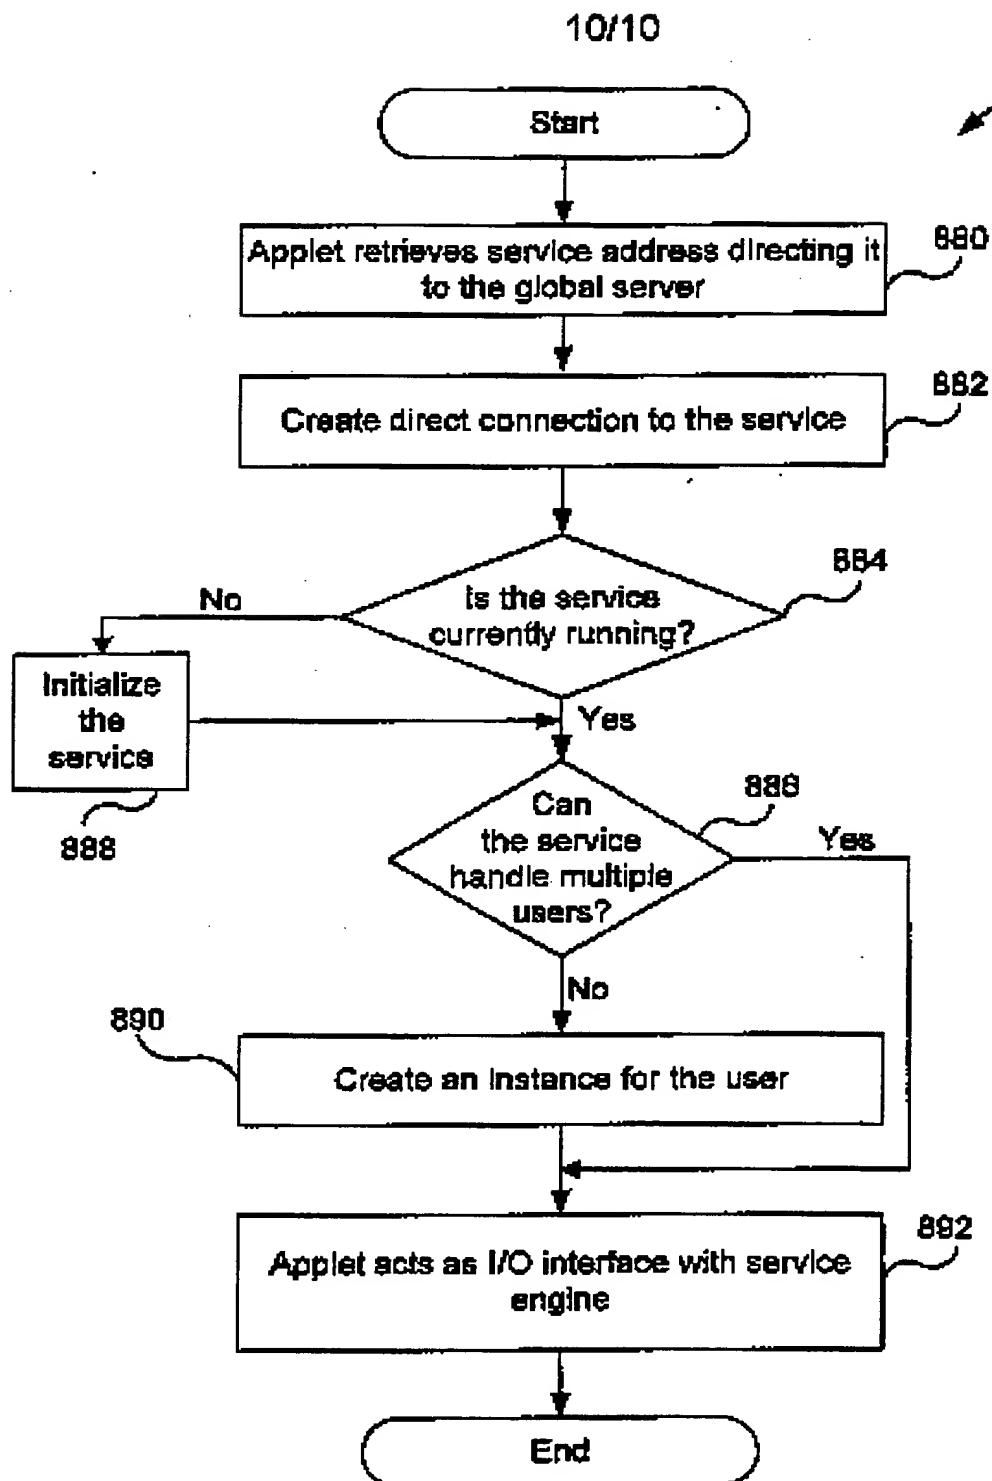 10/10
Start
Applet retrieves service address directing it
to the global server
880
Create direct connection to the service
882
Is the service
currently running?
884
No
Initialize
the
service
888
Yes
Can
the service
handle multiple
users?
886
Yes
No
890
Create an instance for the user
Applet acts as I/O interface with service
engine
892
End